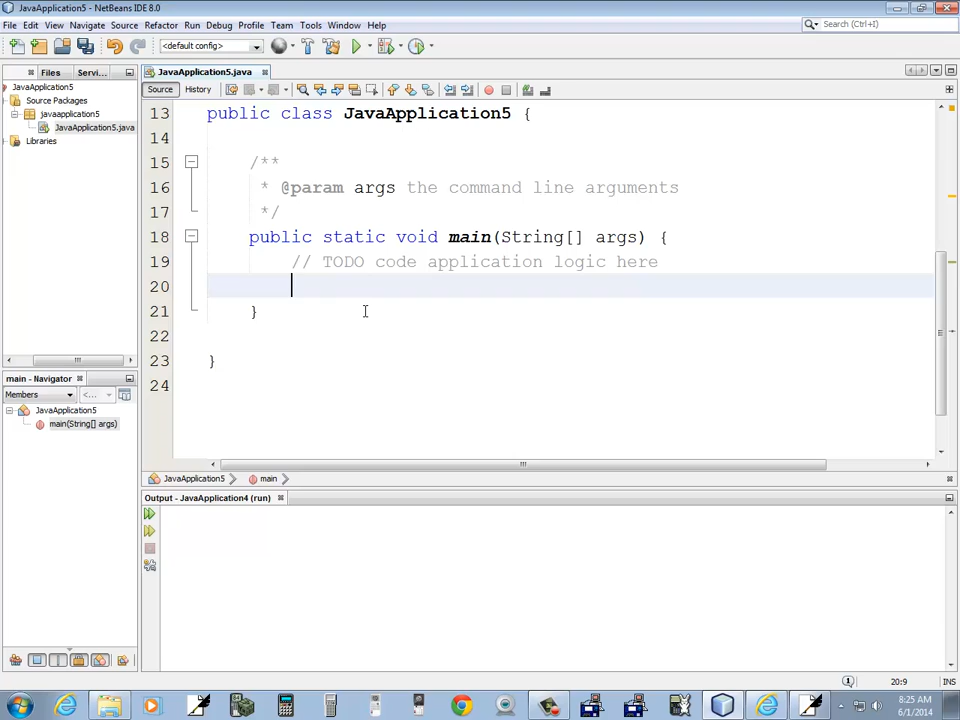 JavaApplication5 - NetBeans IDE 8.0
File Edit View Navigate Source Refactor Run Debug Profile Team Tools Window Help
<default config>
Search (Ctrl+I)
Files Servi...
JavaApplication5.java
JavaApplication5
Source Packages
javaapplication5
JavaApplication5.java
Libraries
Source History
13 public class JavaApplication5 {
14
15 /**
16 * @param args the command line arguments
17 */
18 public static void main(String[] args) {
19 // TODO code application logic here
20
21 }
22
23 }
24
main - Navigator
Members <...
JavaApplication5
main(String[] args)
JavaApplication5 main
Output - JavaApplication4 (run)
1 20:9 INS
8:25 AM
6/1/2014